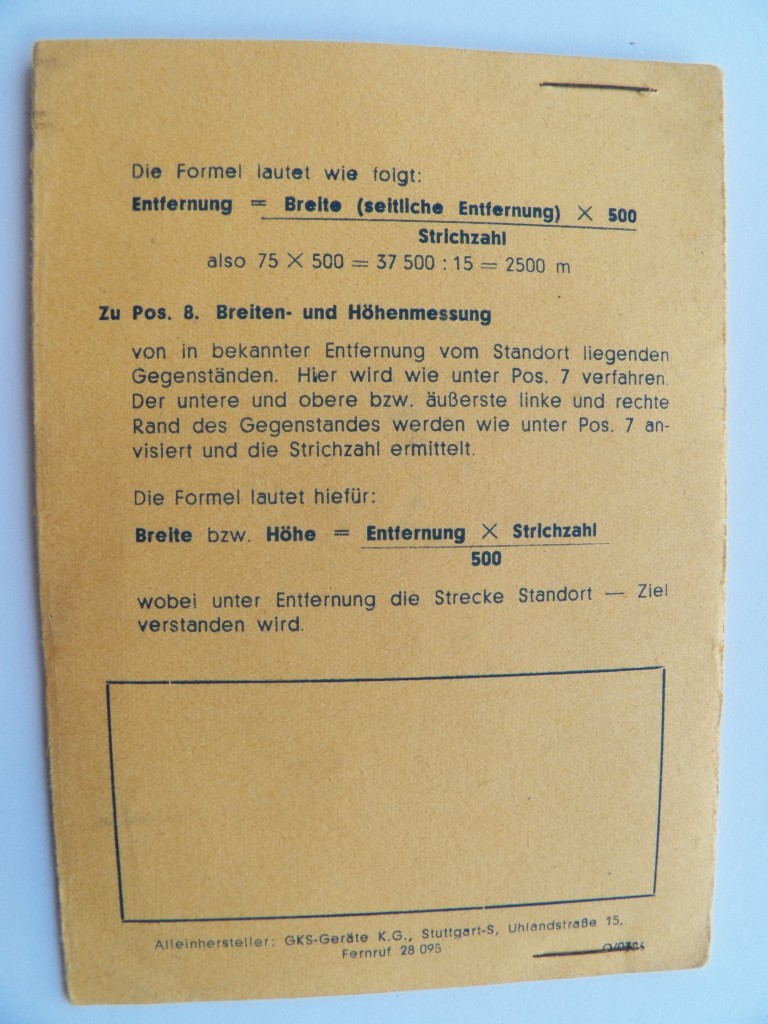 Die Formel lautet wie folgt:
Entfernung = Breite (seitliche Entfernung) × 500
Strichzahl
also 75 × 500 = 37 500 : 15 = 2500 m
Zu Pos. 8. Breiten- und Höhenmessung
von in bekannter Entfernung vom Standort liegenden
Gegenständen. Hier wird wie unter Pos. 7 verfahren.
Der untere und obere bzw. äußerste linke und rechte
Rand des Gegenstandes werden wie unter Pos. 7 an-
visiert und die Strichzahl ermittelt.
Die Formel lautet hiefür:
Breite bzw. Höhe = Entfernung × Strichzahl
500
wobei unter Entfernung die Strecke Standort — Ziel
verstanden wird.
Alleinhersteller: GKS-Geräte K.G., Stuttgart-S, Uhlandstraße 15,
Fernruf 28 095